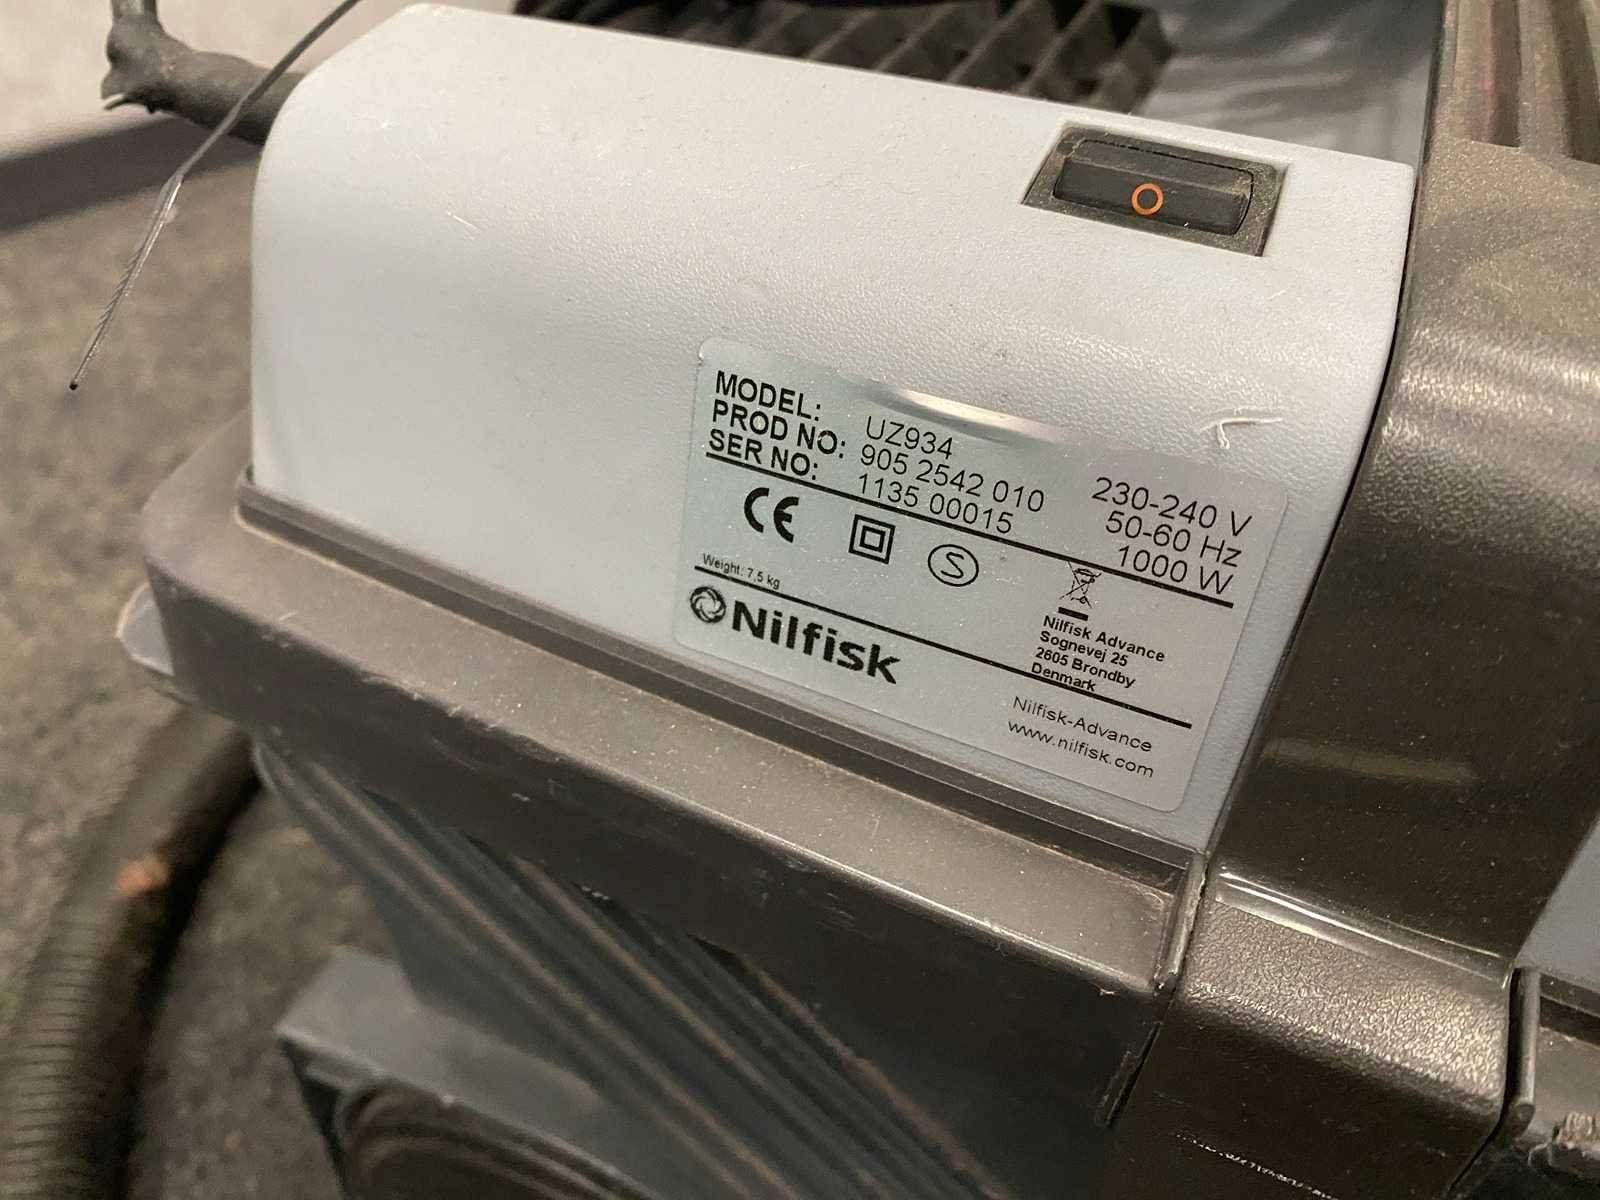 MODEL: UZ934
PROD NO: 905 2542 010 230-240 V
SER NO: 1135 00015 50-60 Hz
1000 W
CE
S
Weight: 7,5 kg
Nilfisk Advance
Sognevej 25
2605 Brondby
Denmark
Nilfisk
Nilfisk-Advance
www.nilfisk.com